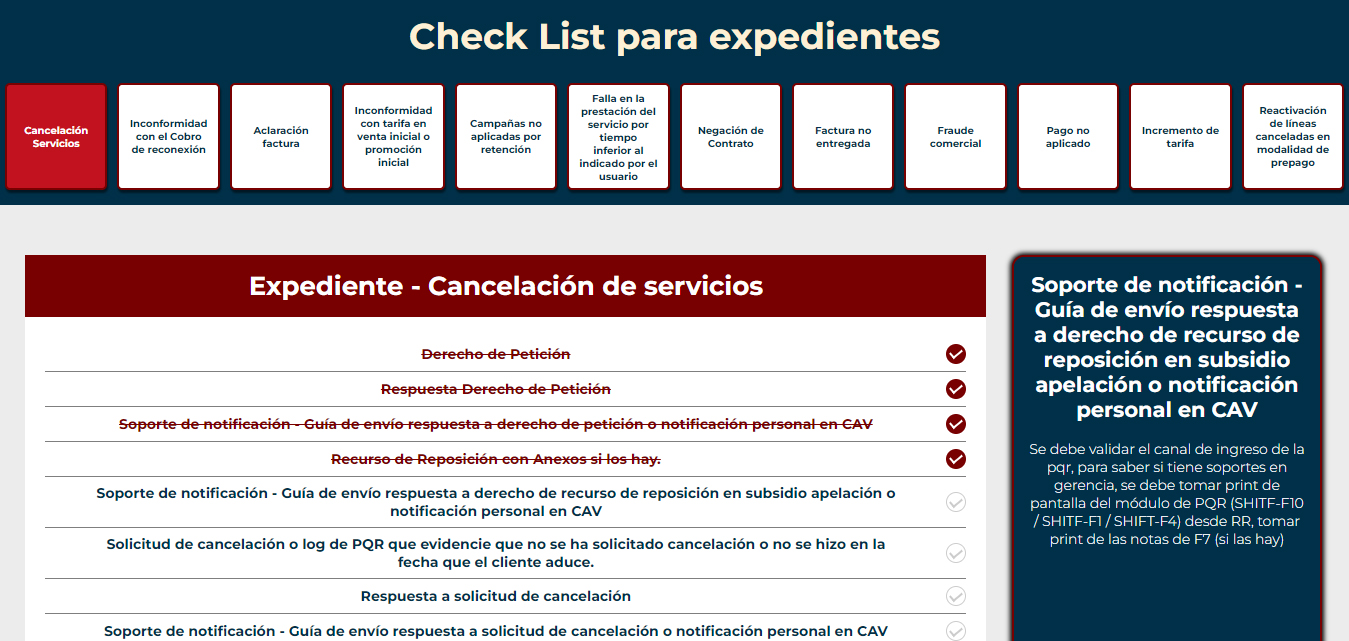 Check List para expedientes
Cancelación
Servicios
Inconformidad
con el Cobro
de reconexión
Aclaración
factura
Inconformidad
con tarifa en
venta inicial o
promoción
inicial
Campañas no
aplicadas por
retención
Falla en la
prestación del
servicio por
tiempo
inferior al
indicado por el
usuario
Negación de
Contrato
Factura no
entregada
Fraude
comercial
Pago no
aplicado
Incremento de
tarifa
Reactivación
de líneas
canceladas en
modalidad de
prepago
Expediente - Cancelación de servicios
Derecho de Petición
Respuesta Derecho de Petición
Soporte de notificación - Guía de envío respuesta a derecho de petición o notificación personal en CAV
Recurso de Reposición con Anexos si los hay.
Soporte de notificación - Guía de envío respuesta a derecho de recurso de reposición en subsidio apelación o
notificación personal en CAV
Solicitud de cancelación o log de PQR que evidencie que no se ha solicitado cancelación o no se hizo en la
fecha que el cliente aduce.
Respuesta a solicitud de cancelación
Soporte de notificación - Guía de envío respuesta a solicitud de cancelación o notificación personal en CAV
Soporte de notificación -
Guía de envío respuesta
a derecho de recurso de
reposición en subsidio
apelación o notificación
personal en CAV
Se debe validar el canal de ingreso de la
pqr, para saber si tiene soportes en
gerencia, se debe tomar print de
pantalla del módulo de PQR (SHITF-F10
/ SHITF-F1 / SHIFT-F4) desde RR, tomar
print de las notas de F7 (si las hay)